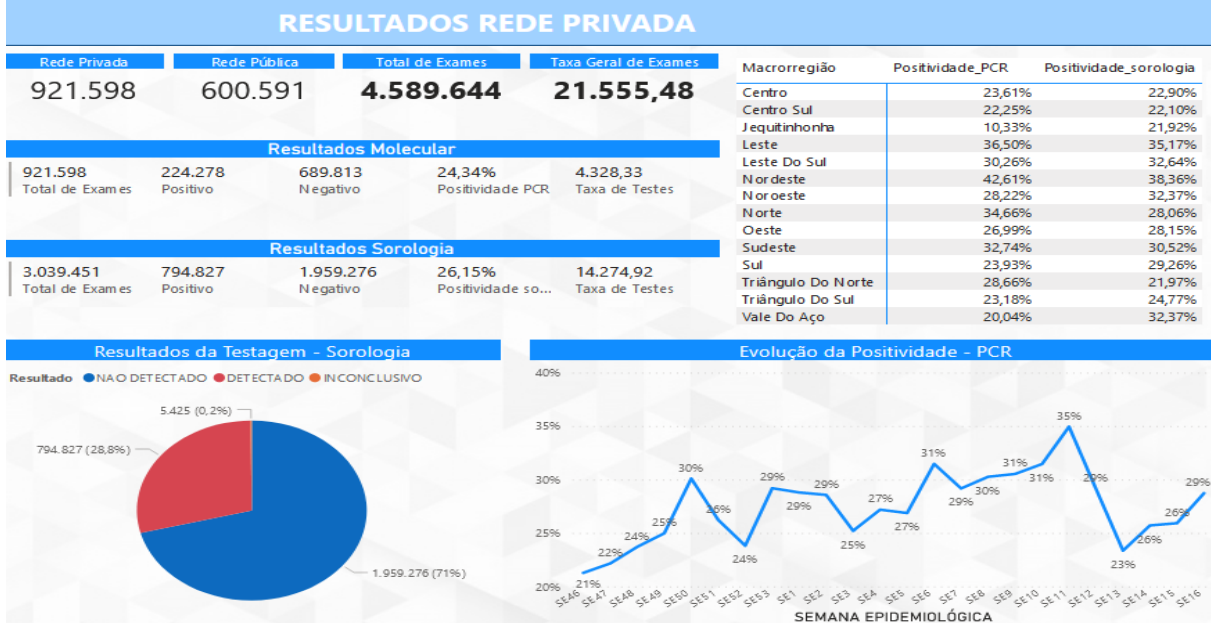 RESULTADOS REDE PRIVADA
Rede Privada Rede Pública Total de Exames Taxa Geral de Exames
921.598 600.591 4.589.644 21.555,48
Resultados Molecular
921.598 224.278 689.813 24,34% 4.328,33
Total de Exames Positivo Negativo Positividade PCR Taxa de Testes
Resultados Sorologia
3.039.451 794.827 1.959.276 26,15% 14.274,92
Total de Exames Positivo Negativo Positividade so... Taxa de Testes
Macrorregião Positividade_PCR Positividade_sorologia
Centro 23,61% 22,90%
Centro Sul 22,25% 22,10%
Jequitinhonha 10,33% 21,92%
Leste 36,50% 35,17%
Leste Do Sul 30,26% 32,64%
Nordeste 42,61% 38,36%
Noroeste 28,22% 32,37%
Norte 34,66% 28,06%
Oeste 26,99% 28,15%
Sudeste 32,74% 30,52%
Sul 23,93% 29,26%
Triângulo Do Norte 28,66% 21,97%
Triângulo Do Sul 23,18% 24,77%
Vale Do Aço 20,04% 32,37%
Resultados da Testagem - Sorologia
Resultado NAO DETECTADO DETECTADO INCONCLUSIVO
5.425 (0,2%)
794.827 (28,8%)
1.959.276 (71%)
Evolução da Positividade - PCR
40%
35%
30%
25%
20%
21% 22% 24% 25% 30% 26% 24% 29% 29% 29% 25% 27% 27% 31% 29% 30% 31% 31% 35% 29% 23% 26% 26% 29%
SE46 SE47 SE48 SE49 SE50 SE51 SE52 SE53 SE1 SE2 SE3 SE4 SE5 SE6 SE7 SE8 SE9 SE10 SE11 SE12 SE13 SE14 SE15 SE16
SEMANA EPIDEMIOLÓGICA